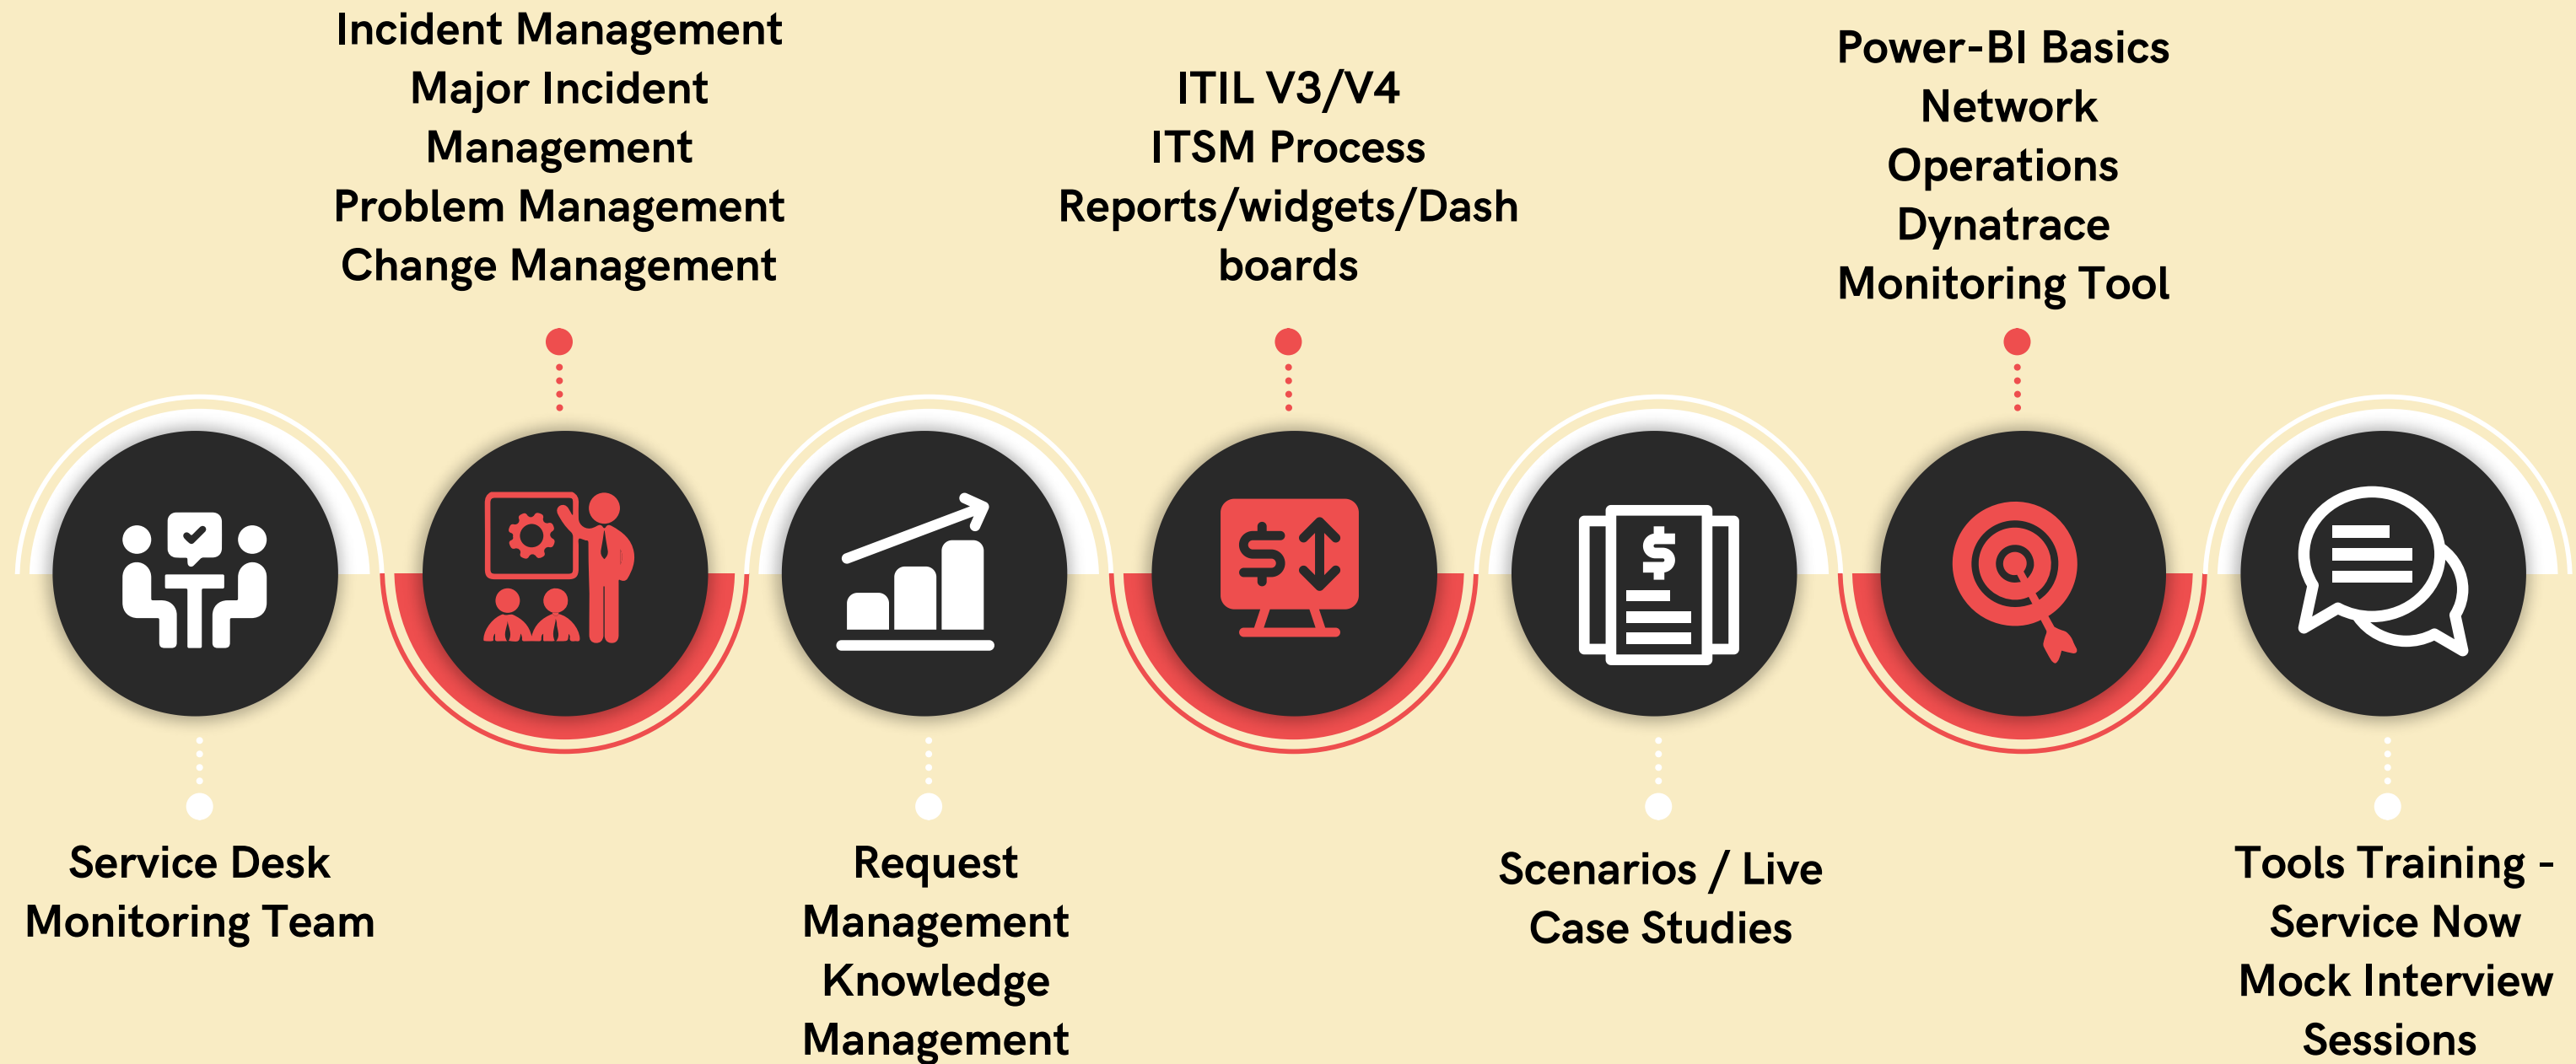 Incident Management
Major Incident
Management
Problem Management
Change Management
ITIL V3/V4
ITSM Process
Reports/widgets/Dash
boards
Power-BI Basics
Network
Operations
Dynatrace
Monitoring Tool
$
$
Service Desk
Monitoring Team
Request
Management
Knowledge
Management
Scenarios / Live
Case Studies
Tools Training -
Service Now
Mock Interview
Sessions